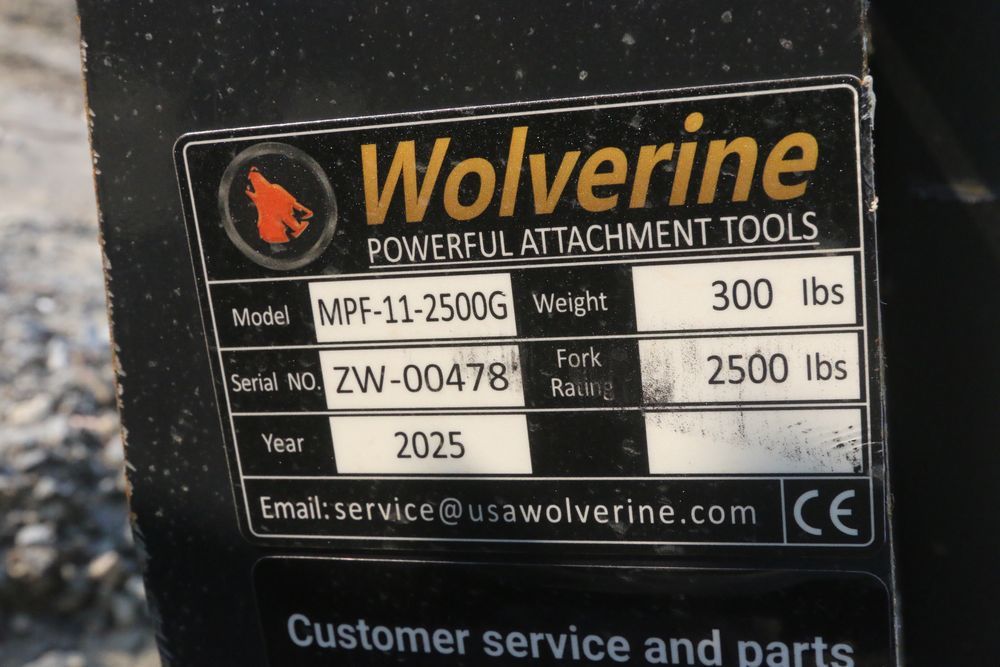 Wolverine
POWERFUL ATTACHMENT TOOLS
Model MPF-11-2500G Weight 300 lbs
Serial NO. ZW-00478 Fork Rating 2500 lbs
Year 2025
Email: service@usawolverine.com CE
Customer service and parts